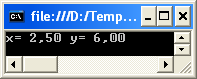 file:///D:/Temp...
x= 2,50 y= 6,00